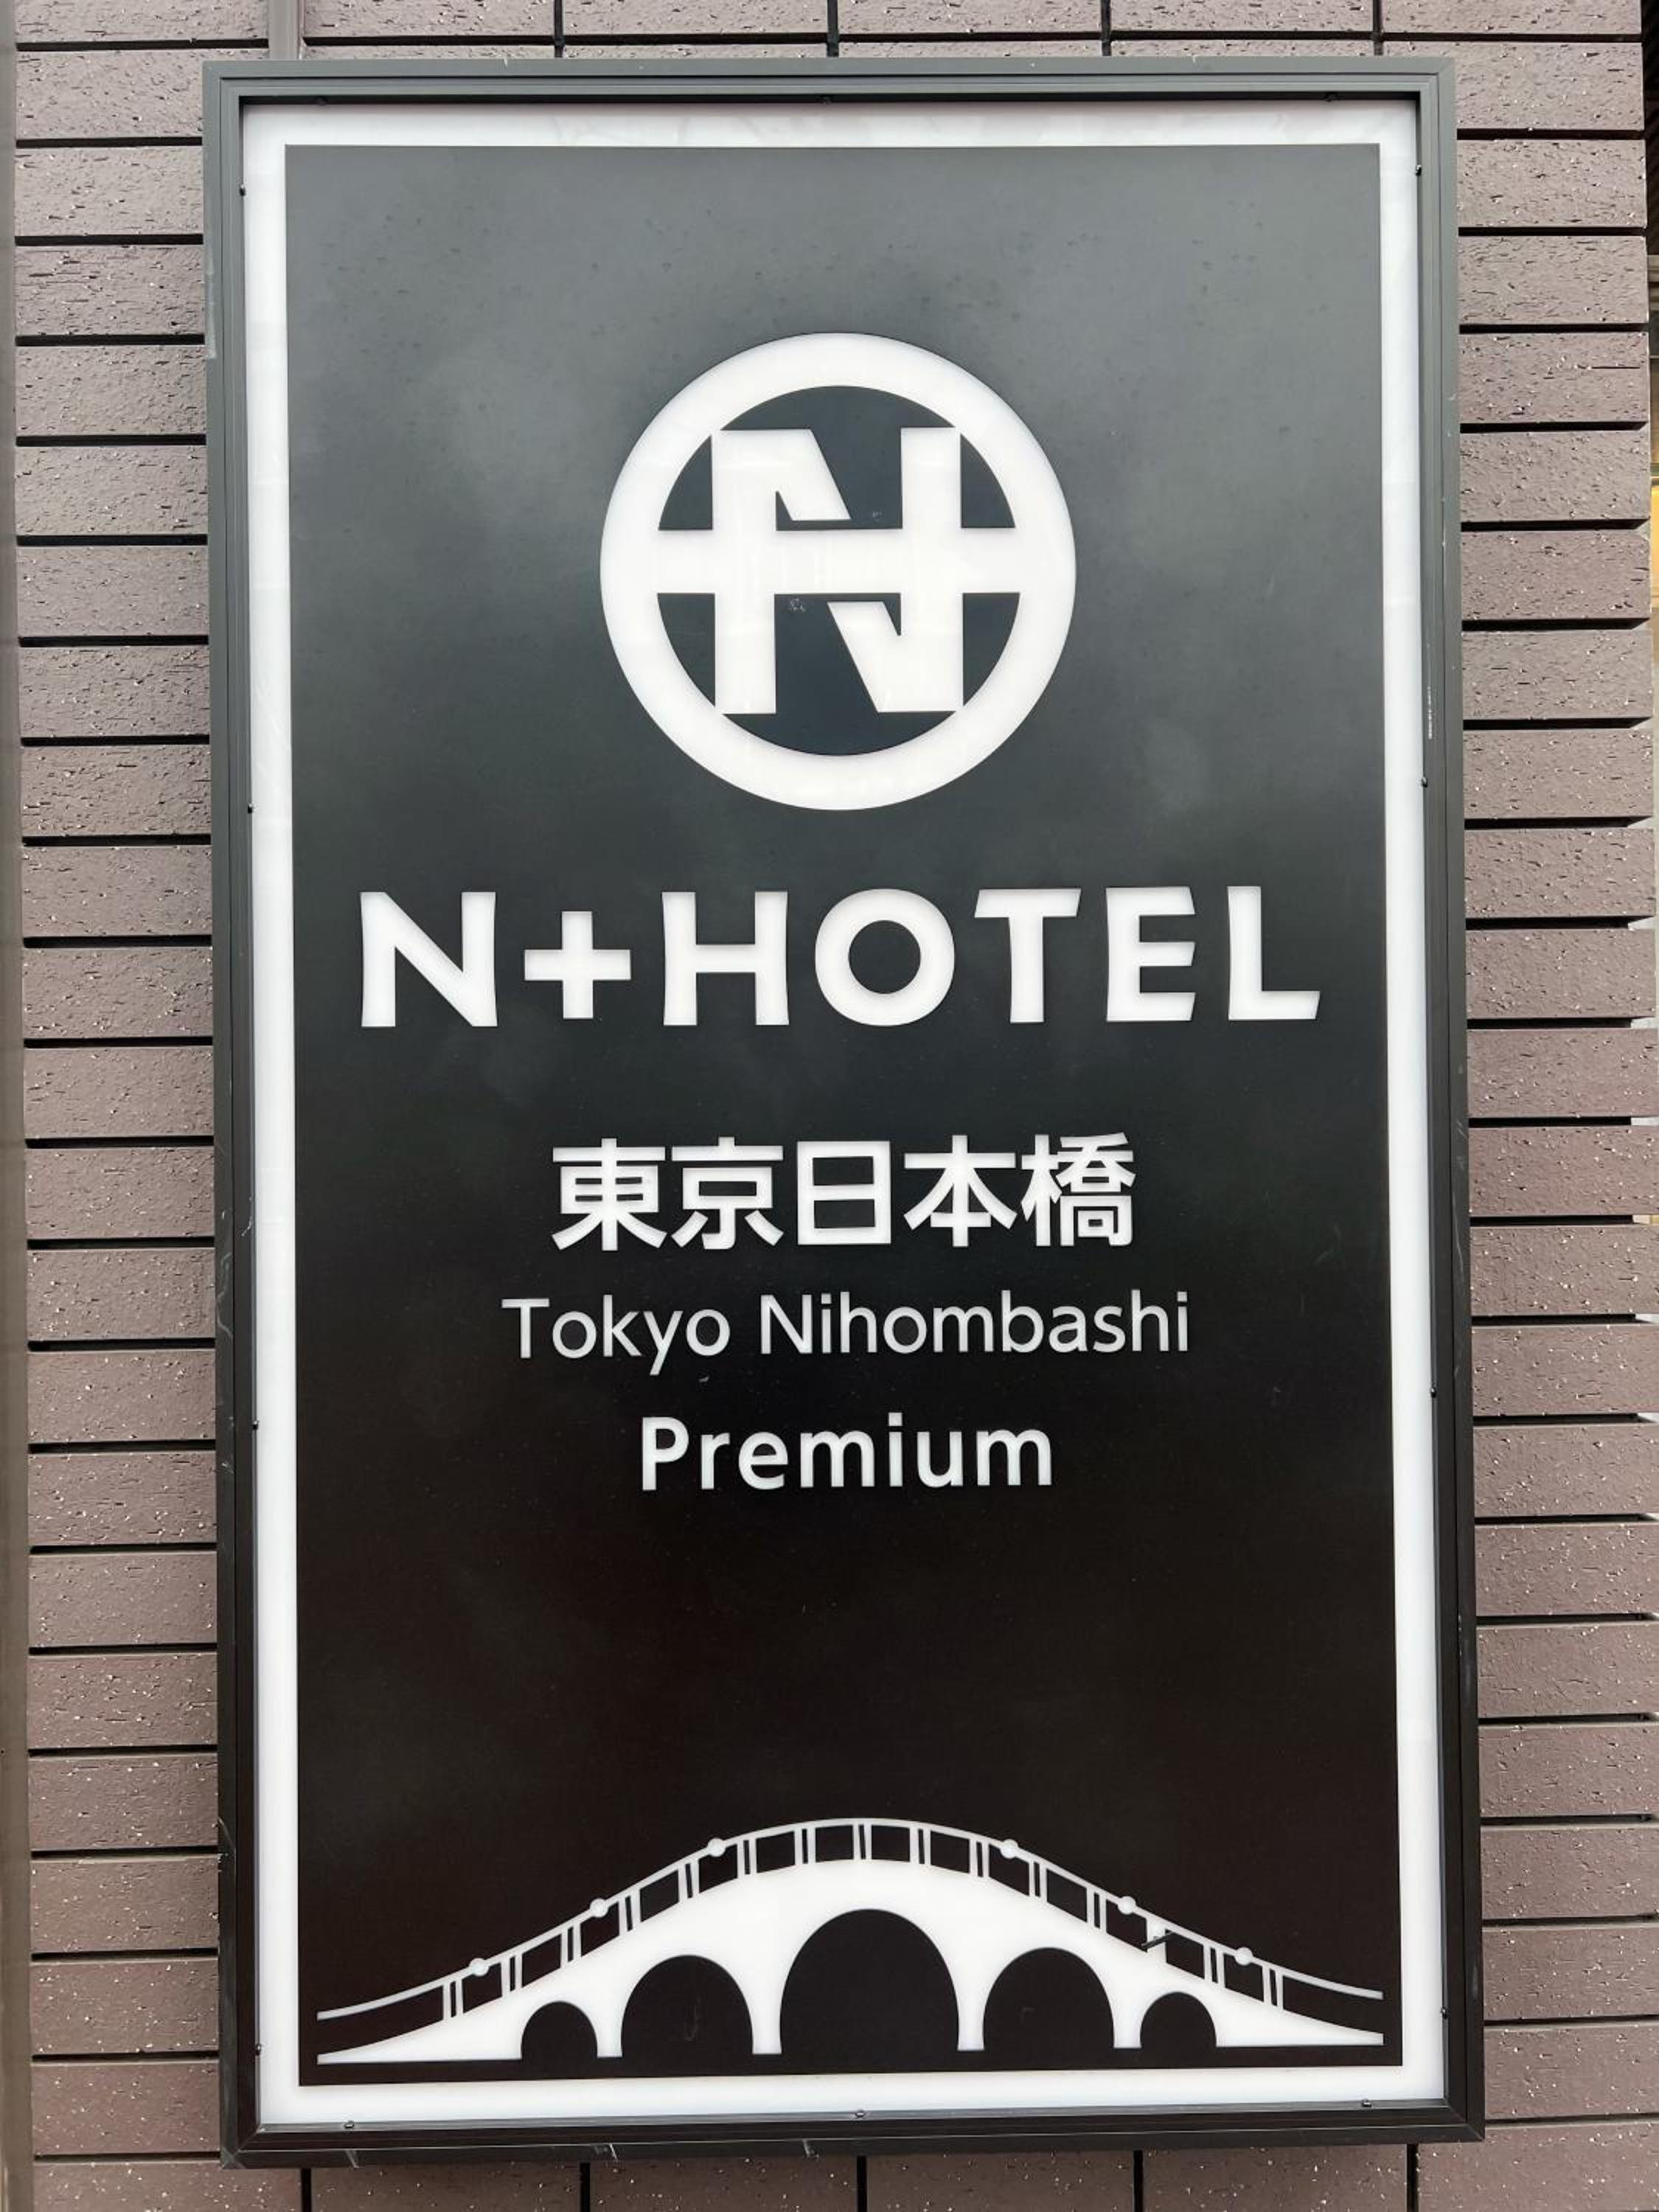 N+HOTEL
東京日本橋
Tokyo Nihombashi
Premium